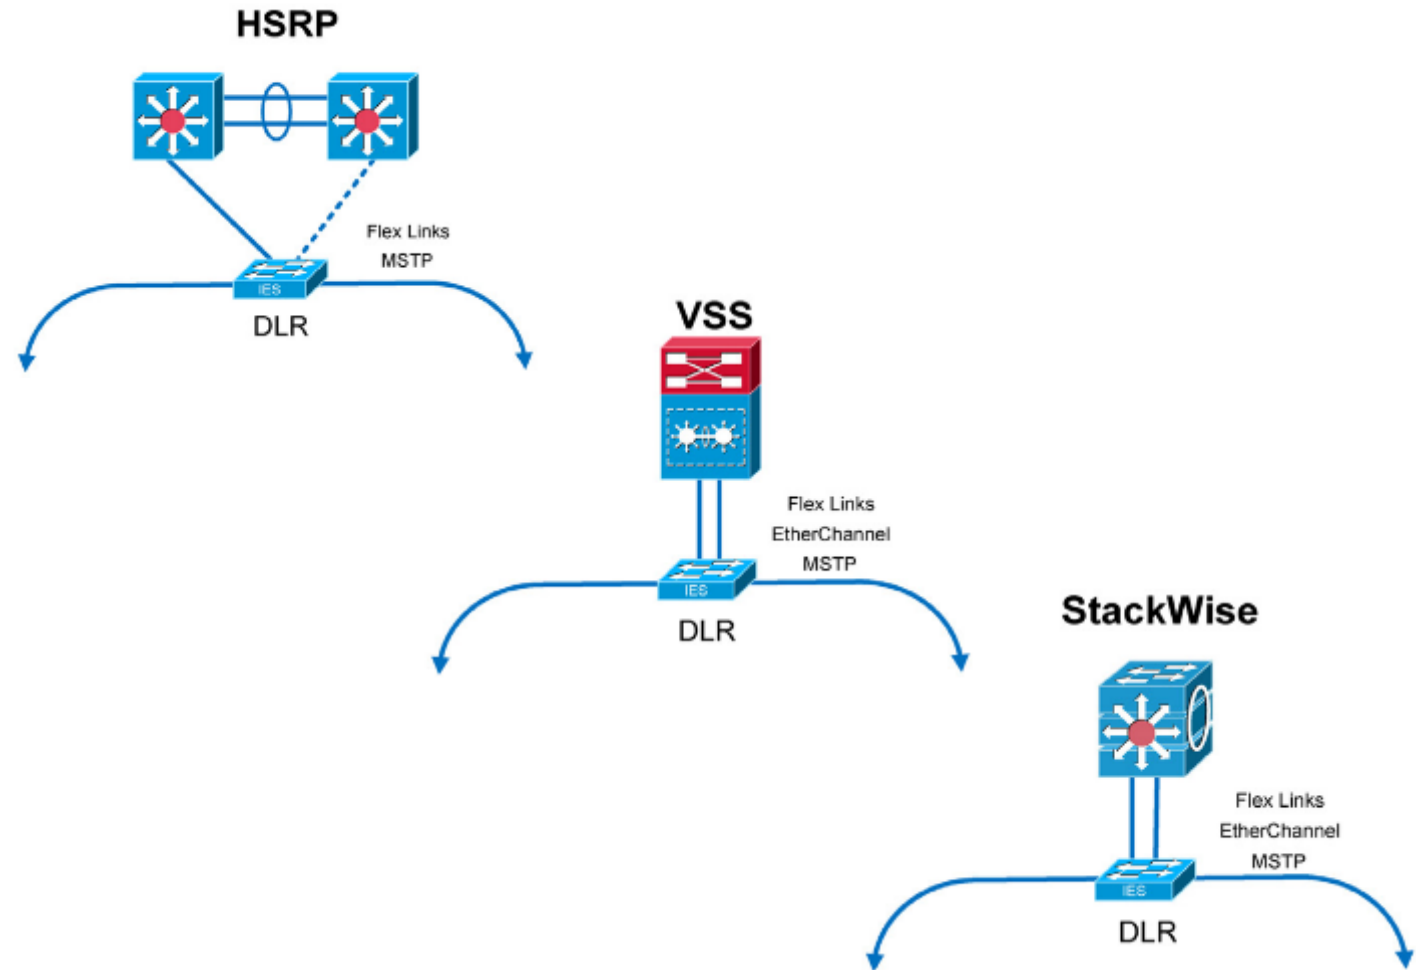 HSRP
Flex Links
MSTP
IES
DLR
VSS
Flex Links
EtherChannel
MSTP
IES
DLR
StackWise
Flex Links
EtherChannel
MSTP
IES
DLR